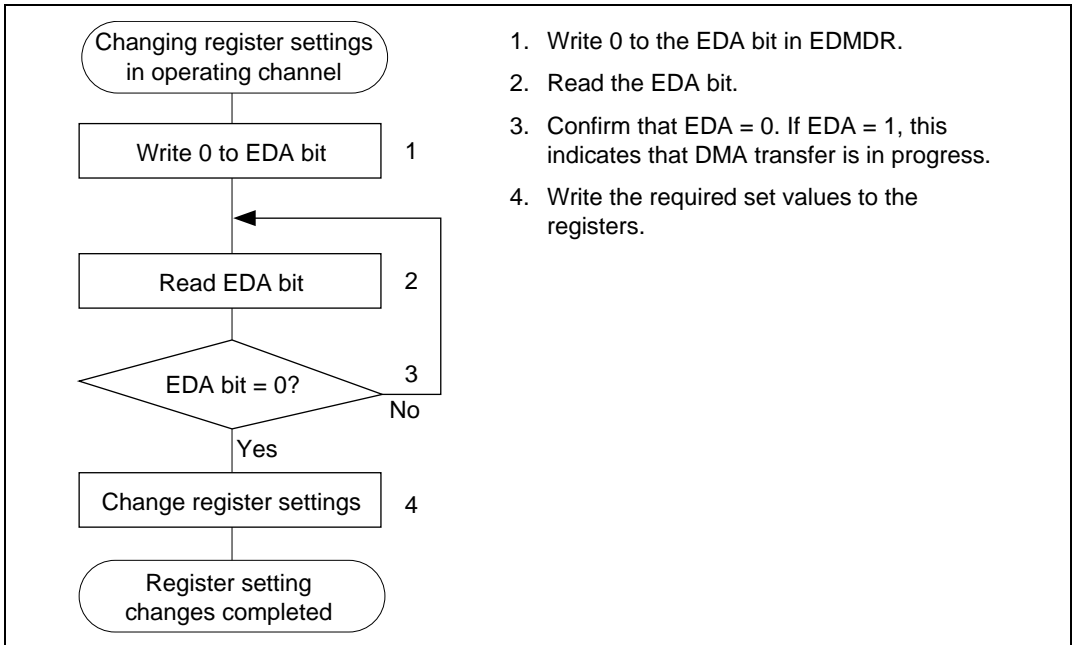 Changing register settings
in operating channel
Write 0 to EDA bit
1
Read EDA bit
2
EDA bit = 0?
3
No
Yes
Change register settings
4
Register setting
changes completed
1. Write 0 to the EDA bit in EDMDR.
2. Read the EDA bit.
3. Confirm that EDA = 0. If EDA = 1, this
indicates that DMA transfer is in progress.
4. Write the required set values to the
registers.